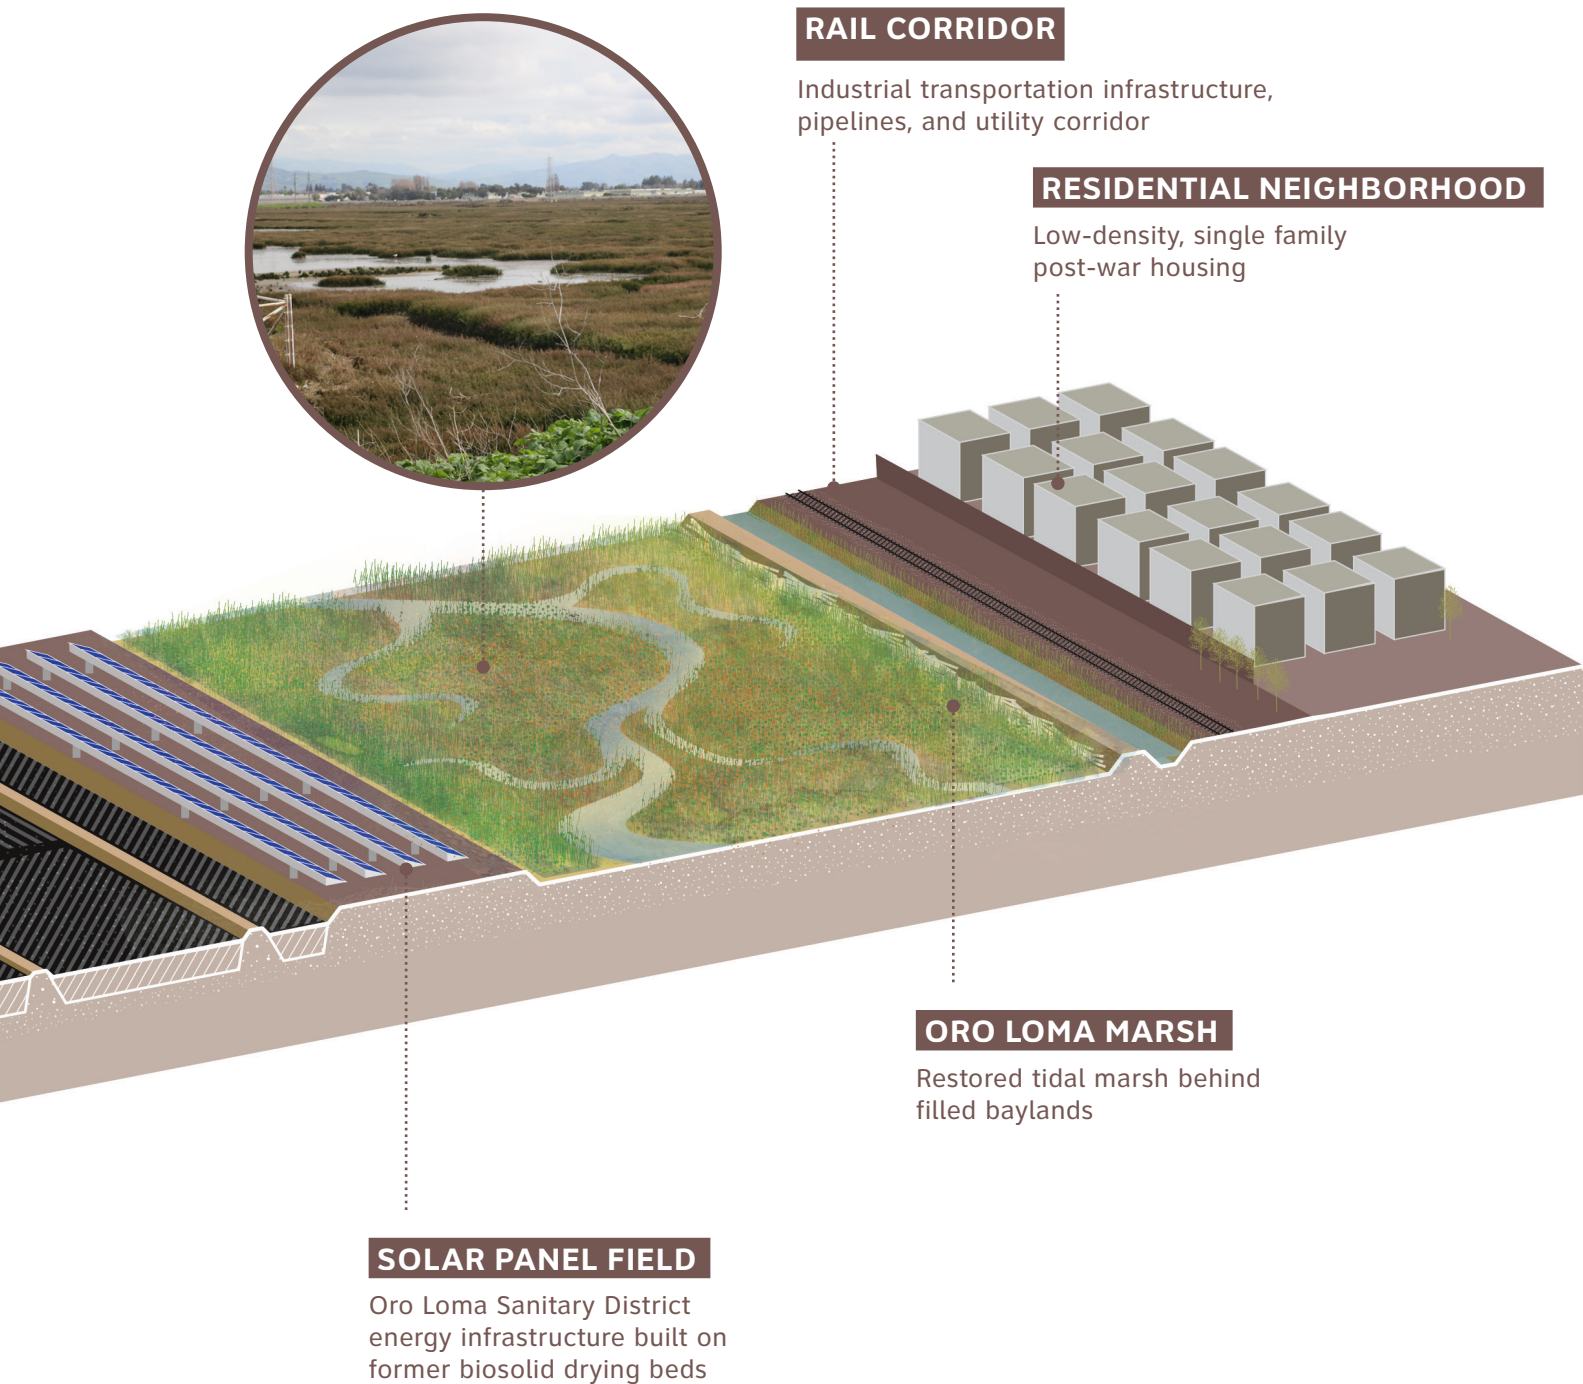 RAIL CORRIDOR
Industrial transportation infrastructure,
pipelines, and utility corridor
RESIDENTIAL NEIGHBORHOOD
Low-density, single family
post-war housing
ORO LOMA MARSH
Restored tidal marsh behind
filled baylands
SOLAR PANEL FIELD
Oro Loma Sanitary District
energy infrastructure built on
former biosolid drying beds